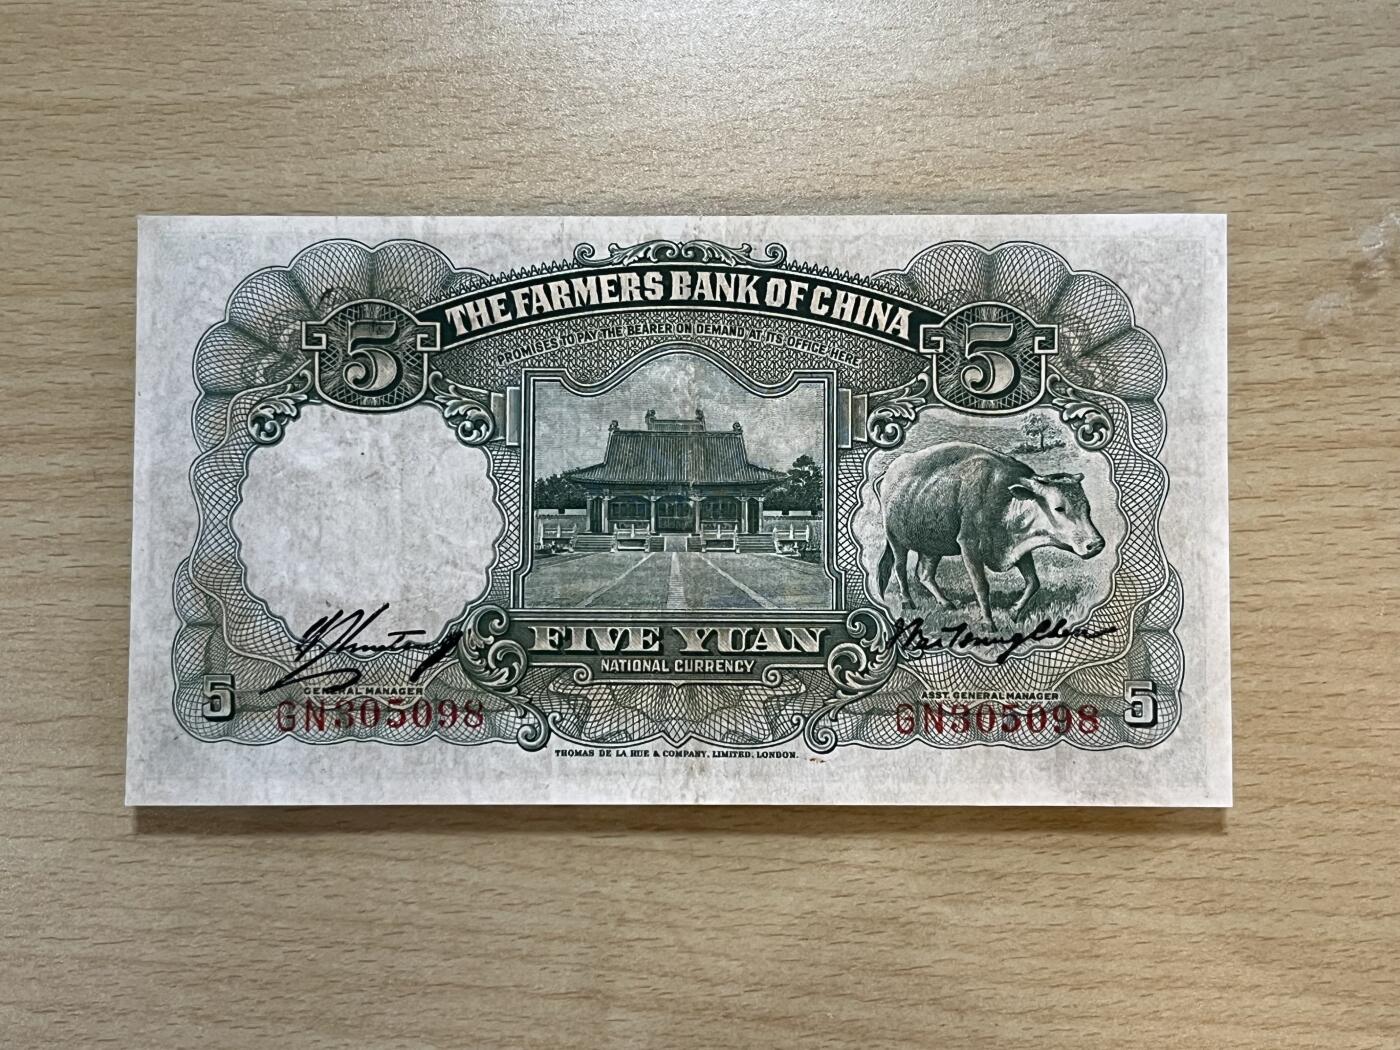 THE FARMERS BANK OF CHINA
PROMISES TO PAY THE BEARER ON DEMAND AT ITS OFFICE HERE
5 5
FIVE YUAN
NATIONAL CURRENCY
GENERAL MANAGER ASST. GENERAL MANAGER
5 GN305098 GN305098 5
THOMAS DE LA RUE & COMPANY, LIMITED, LONDON.